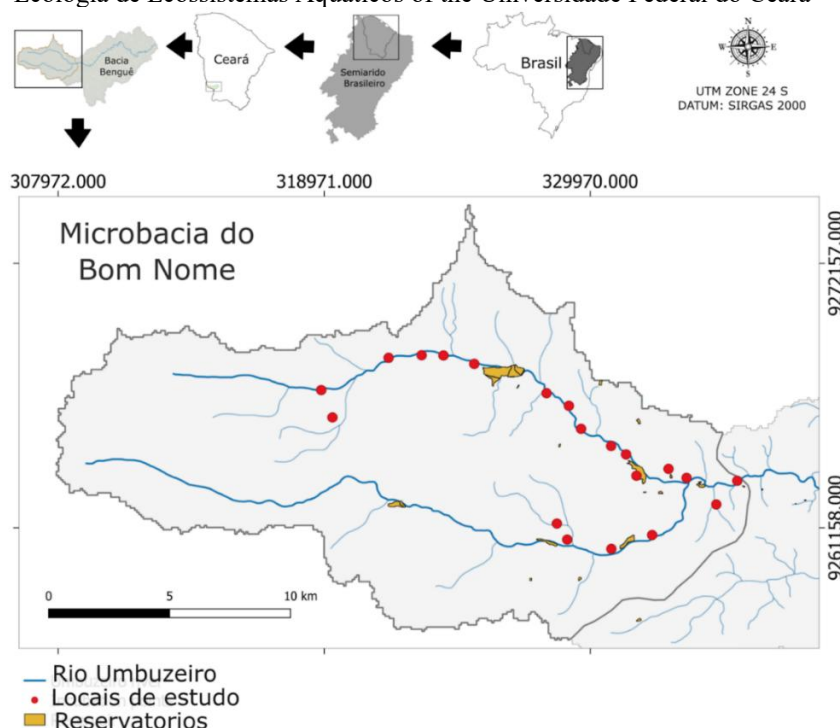 Ecologia de Ecossistemas Aquáticos of the Universidade Federal do Ceará
Bacia
Benguê
Ceará
Semiarido
Brasileiro
Brasil
N
W
E
S
UTM ZONE 24 S
DATUM: SIRGAS 2000
307972.000
318971.000
329970.000
Microbacia do
Bom Nome
9272157.000
9261158.000
0
5
10 km
Rio Umbuzeiro
Locais de estudo
Reservatorios